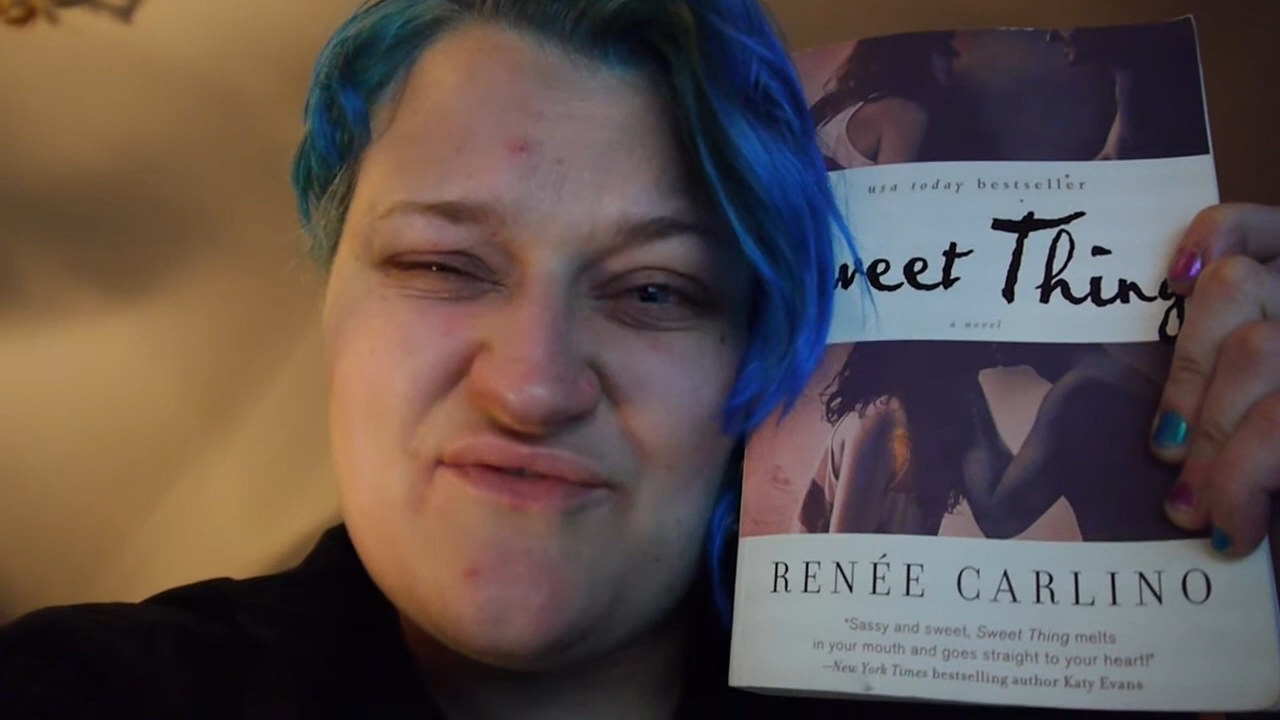 usa today bestseller
weet Thing
a novel
RENÉE CARLINO
"Sassy and sweet, Sweet Thing melts
in your mouth and goes straight to your heart!"
—New York Times bestselling author Katy Evans